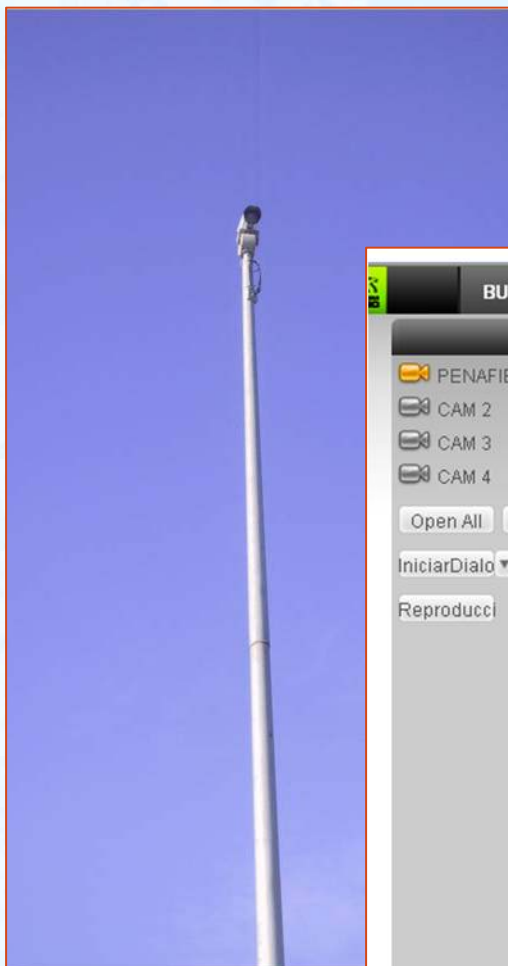 BU
PENAFIE
CAM 2
CAM 3
CAM 4
Open All
IniciarDialo
Reproducci